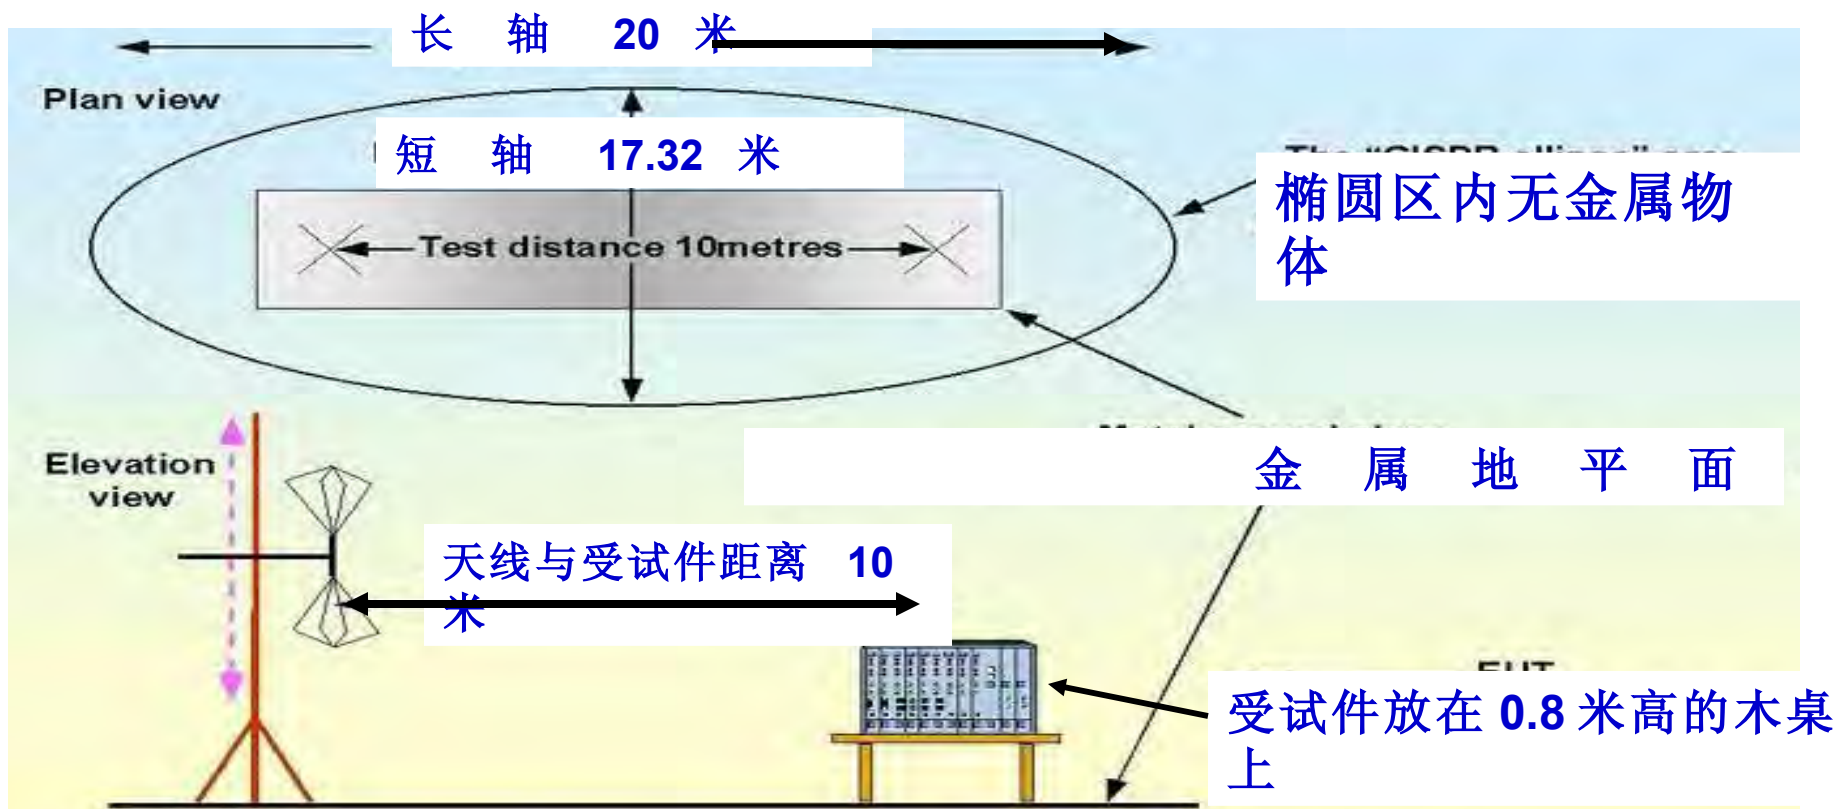 长 轴 20 米
Plan view
短 轴 17.32 米
Test distance 10metres
椭圆区内无金属物
体
金 属 地 平 面
Elevation
view
天线与受试件距离 10
米
受试件放在 0.8 米高的木桌
上